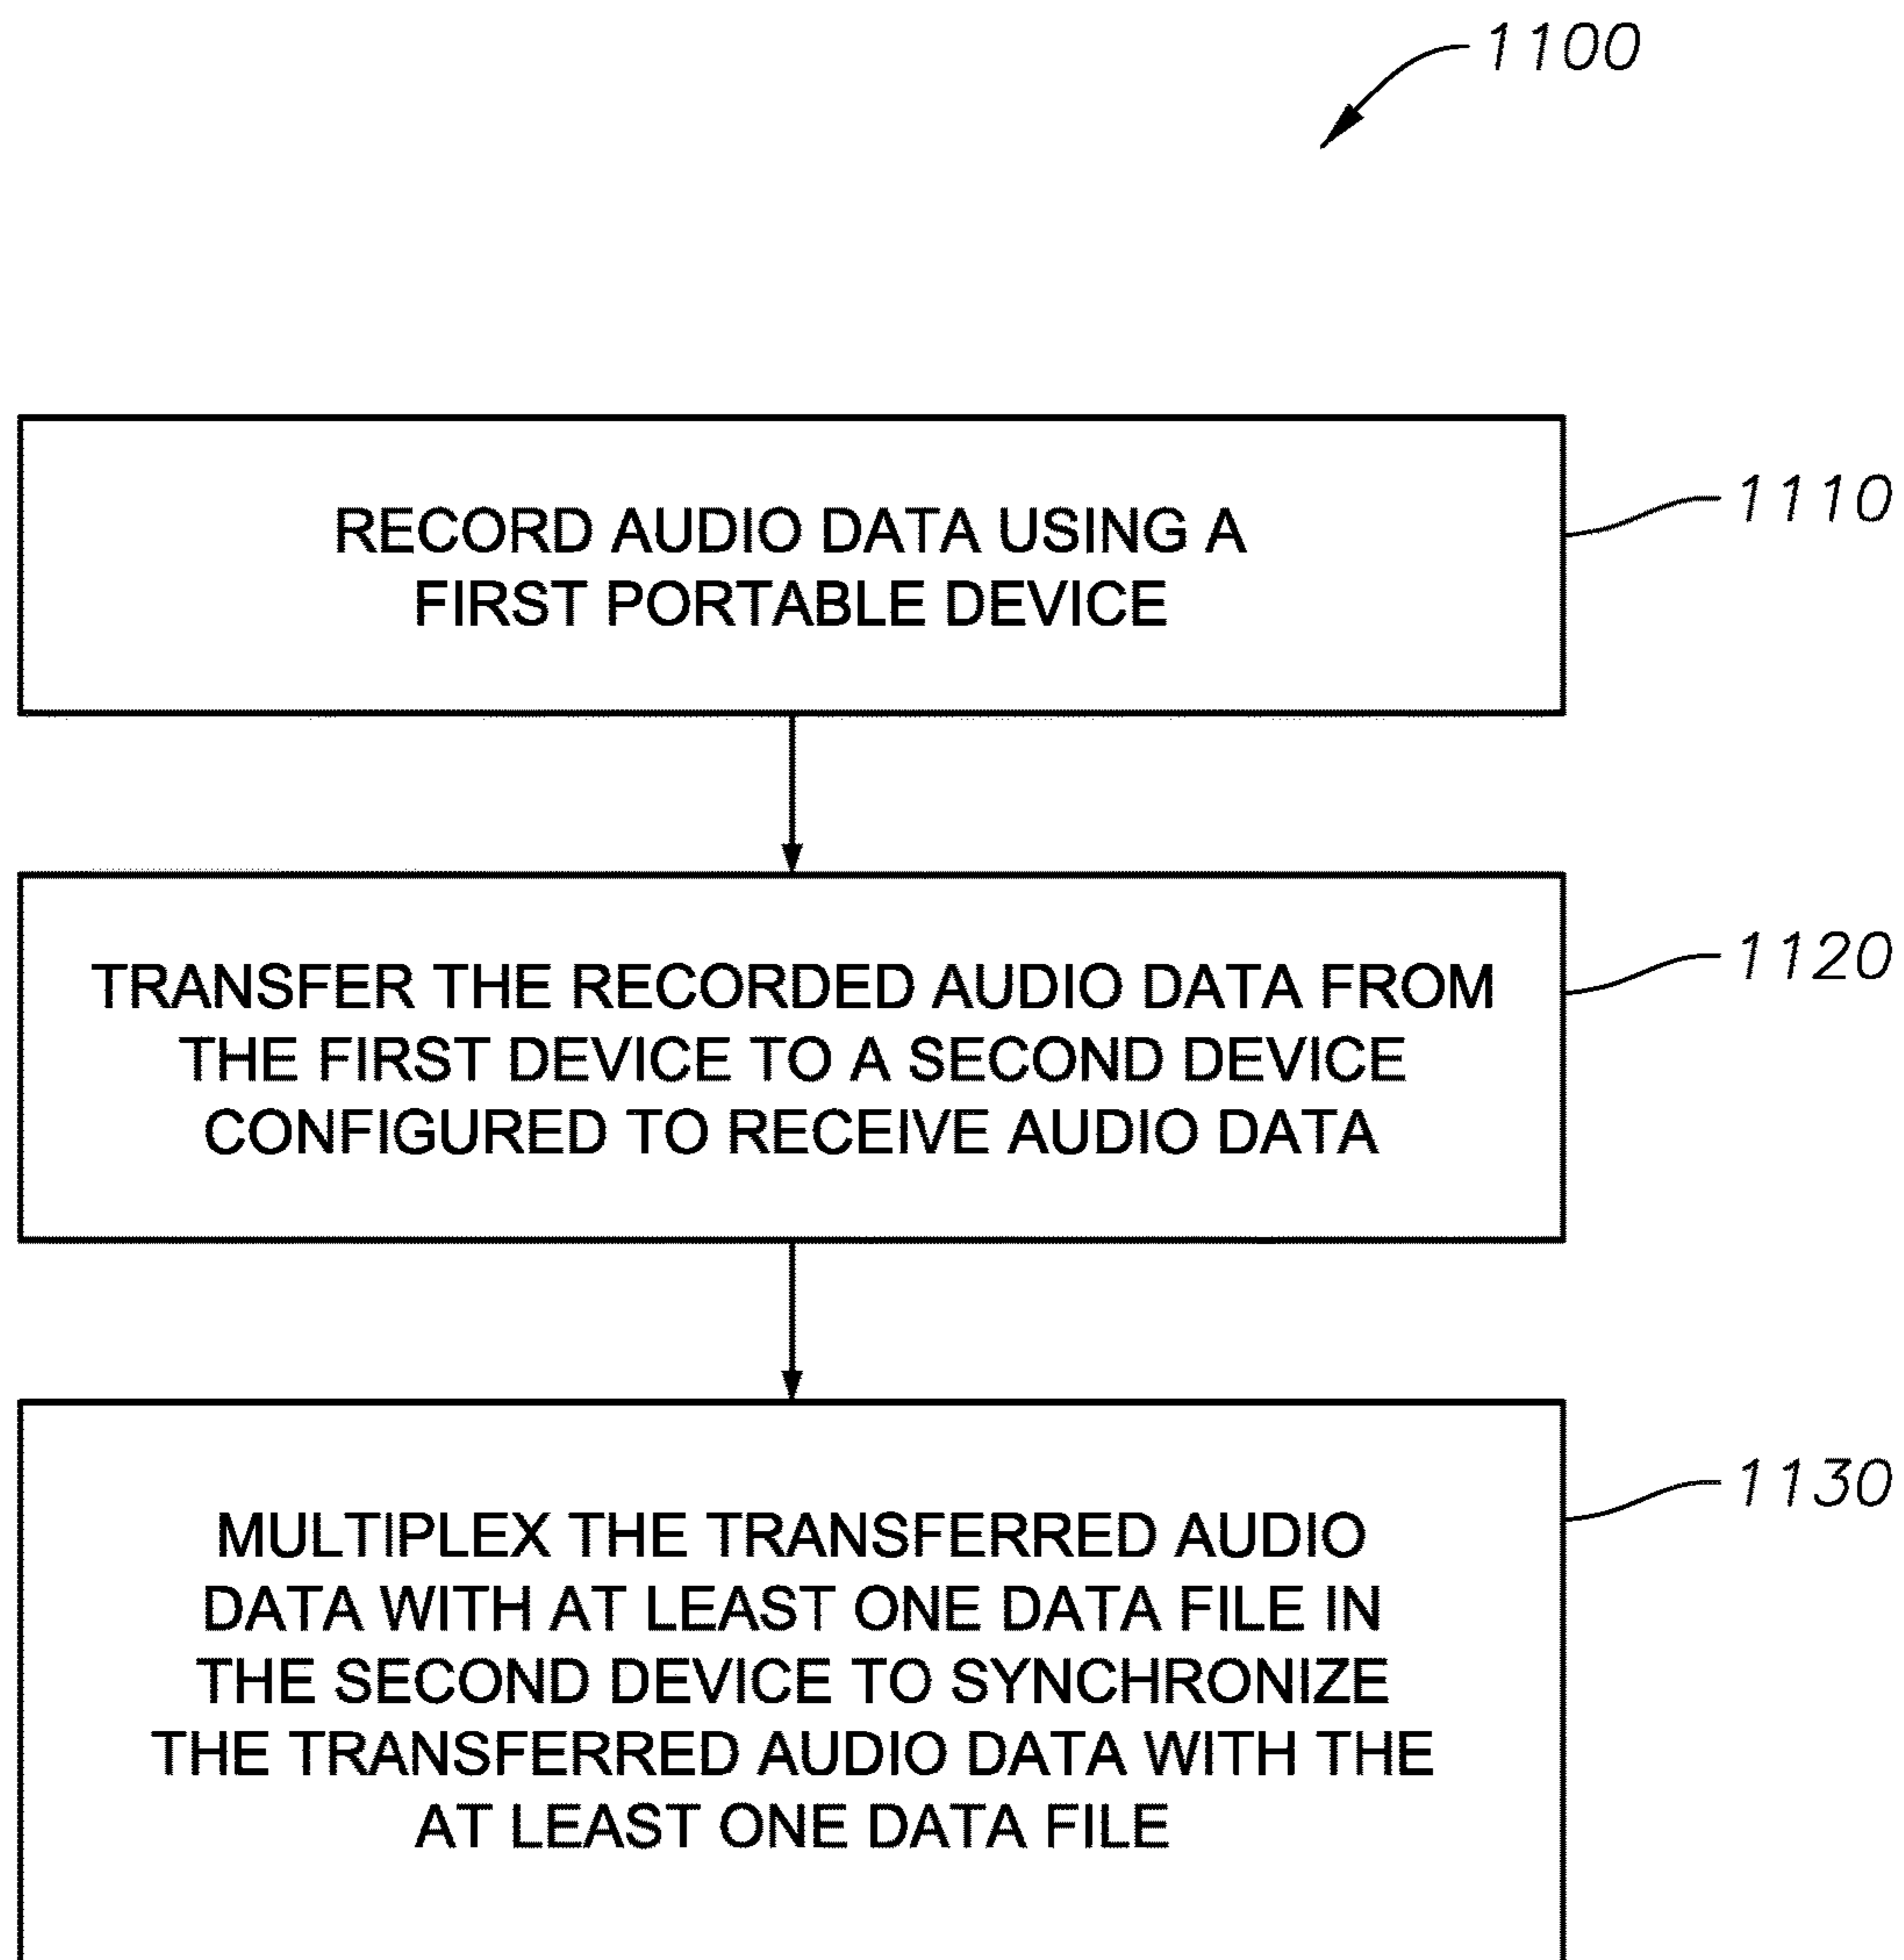 1100
RECORD AUDIO DATA USING A
FIRST PORTABLE DEVICE
1110
TRANSFER THE RECORDED AUDIO DATA FROM
THE FIRST DEVICE TO A SECOND DEVICE
CONFIGURED TO RECEIVE AUDIO DATA
1120
MULTIPLEX THE TRANSFERRED AUDIO
DATA WITH AT LEAST ONE DATA FILE IN
THE SECOND DEVICE TO SYNCHRONIZE
THE TRANSFERRED AUDIO DATA WITH THE
AT LEAST ONE DATA FILE
1130